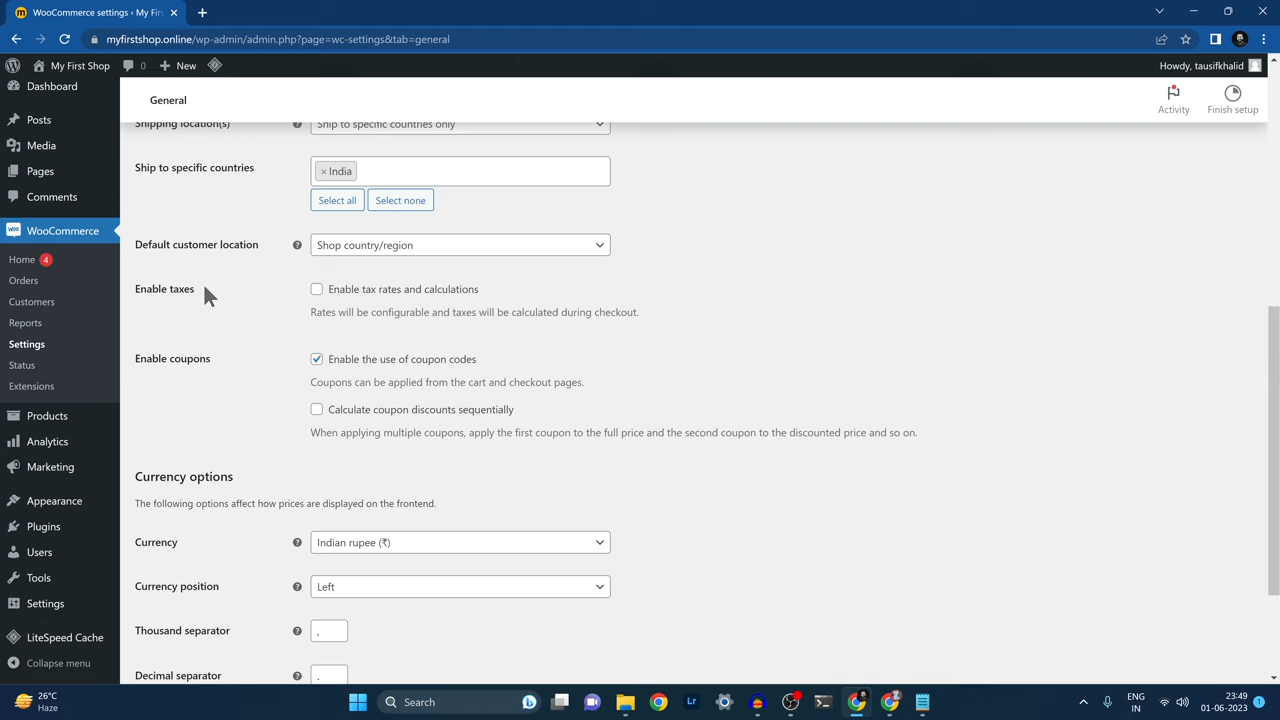 WooCommerce settings ‹ My First
myfirstshop.online/wp-admin/admin.php?page=wc-settings&tab=general
My First Shop
0
New
Howdy, tausifkhalid
Dashboard
Posts
Media
Pages
Comments
WooCommerce
Home 4
Orders
Customers
Reports
Settings
Status
Extensions
Products
Analytics
Marketing
Appearance
Plugins
Users
Tools
Settings
LiteSpeed Cache
Collapse menu
General
Activity
Finish setup
Shipping location(s)
Ship to specific countries only
Ship to specific countries
× India
Select all
Select none
Default customer location
Shop country/region
Enable taxes
Enable tax rates and calculations
Rates will be configurable and taxes will be calculated during checkout.
Enable coupons
Enable the use of coupon codes
Coupons can be applied from the cart and checkout pages.
Calculate coupon discounts sequentially
When applying multiple coupons, apply the first coupon to the full price and the second coupon to the discounted price and so on.
Currency options
The following options affect how prices are displayed on the frontend.
Currency
Indian rupee (₹)
Currency position
Left
Thousand separator
,
Decimal separator
.
26°C
Haze
Search
Lr
ENG
IN
23:49
01-06-2023
1